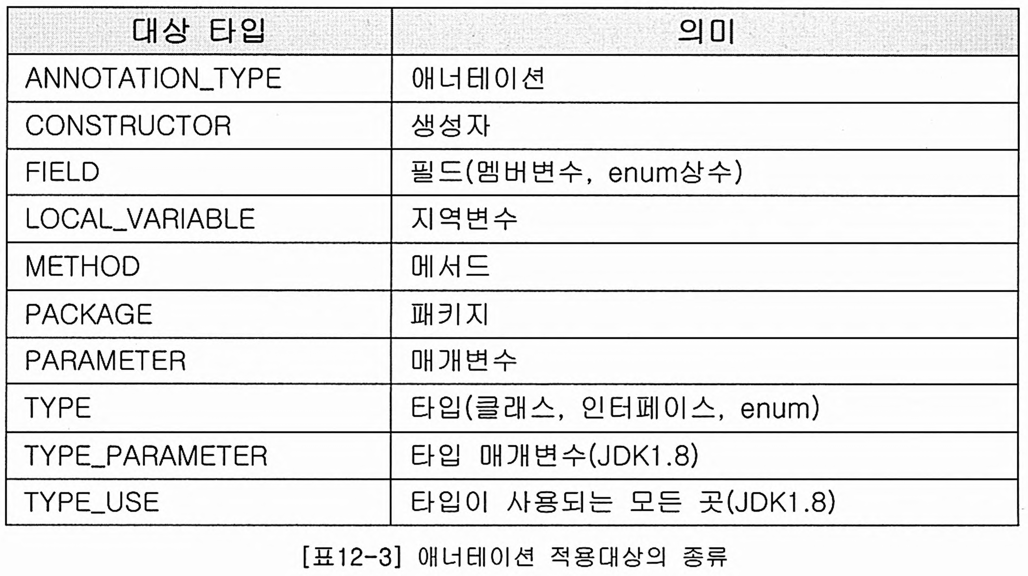 대상 타입 의미
ANNOTATION_TYPE 애너테이션
CONSTRUCTOR 생성자
FIELD 필드(멤버변수, enum상수)
LOCAL_VARIABLE 지역변수
METHOD 메서드
PACKAGE 패키지
PARAMETER 매개변수
TYPE 타입(클래스, 인터페이스, enum)
TYPE_PARAMETER 타입 매개변수(JDK1.8)
TYPE_USE 타입이 사용되는 모든 곳(JDK1.8)
[표12-3] 애너테이션 적용대상의 종류